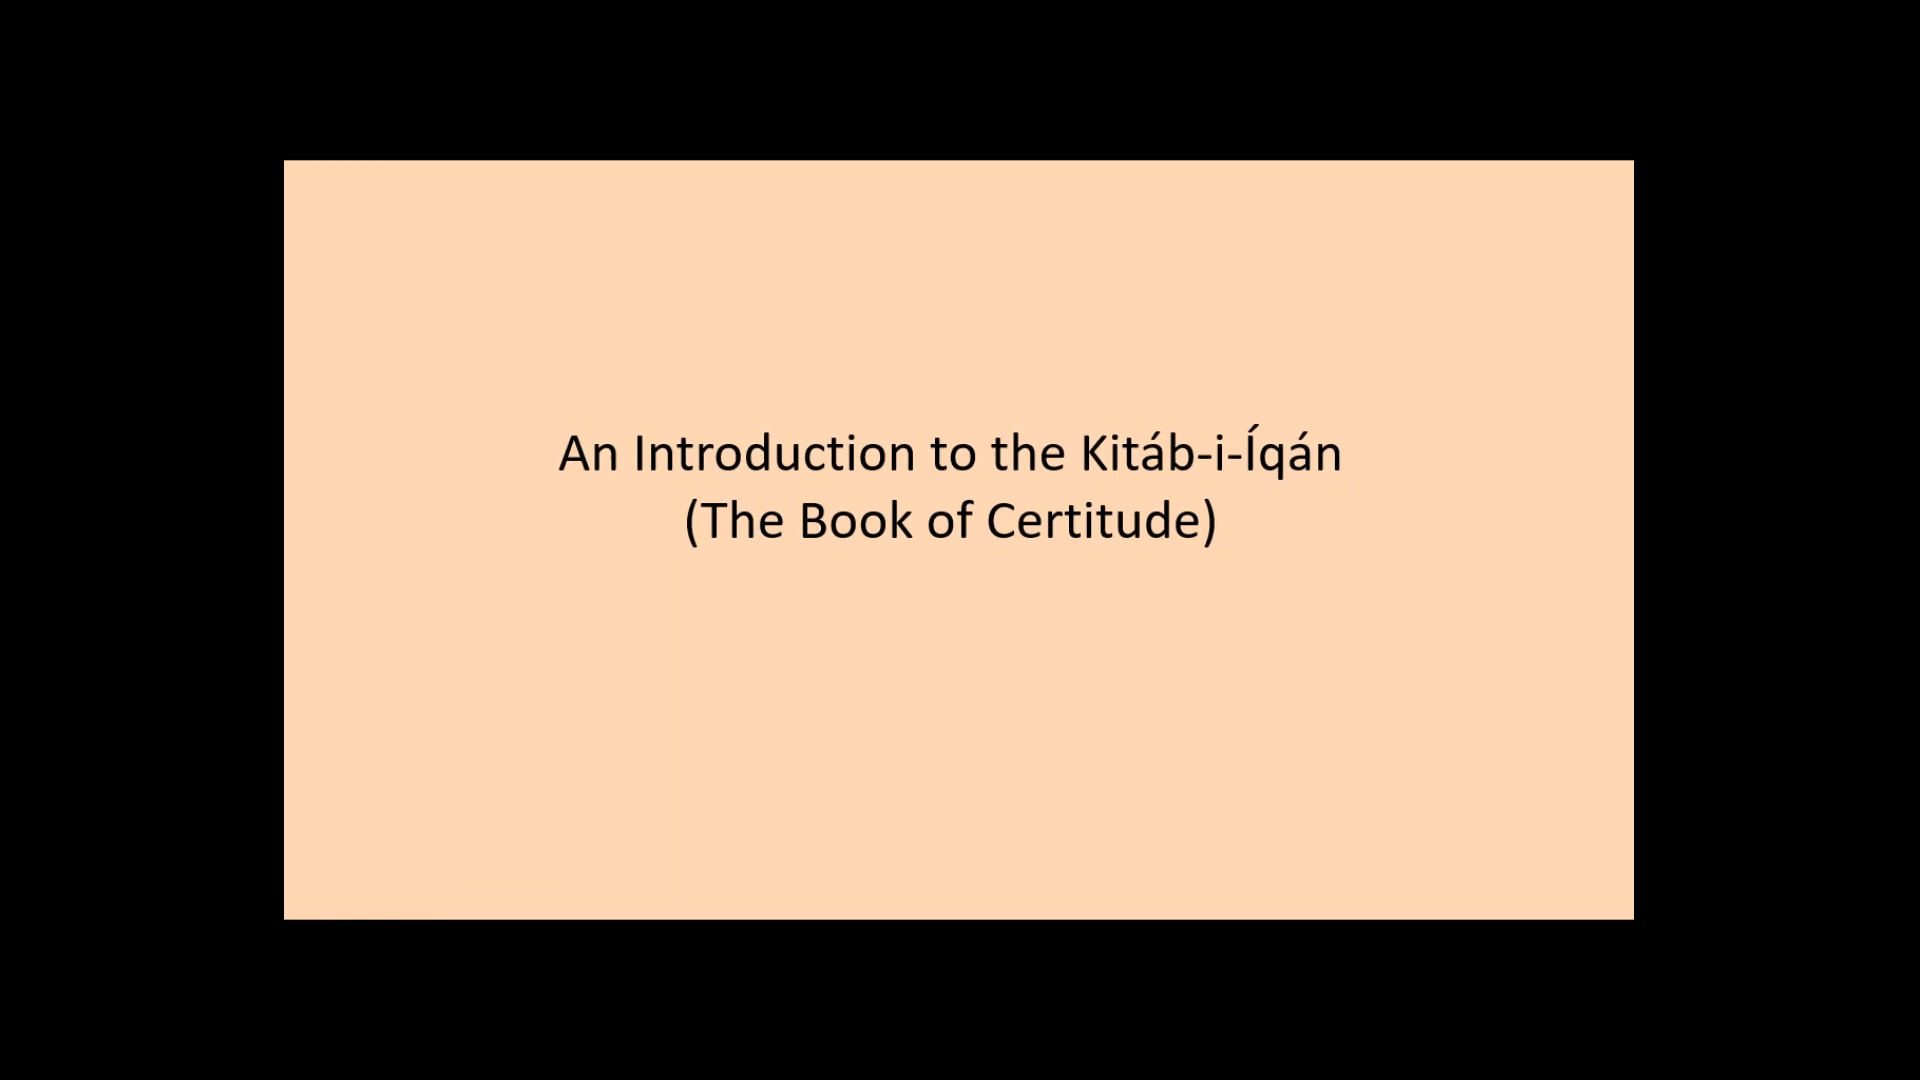 An Introduction to the Kitáb-i-Íqán
(The Book of Certitude)